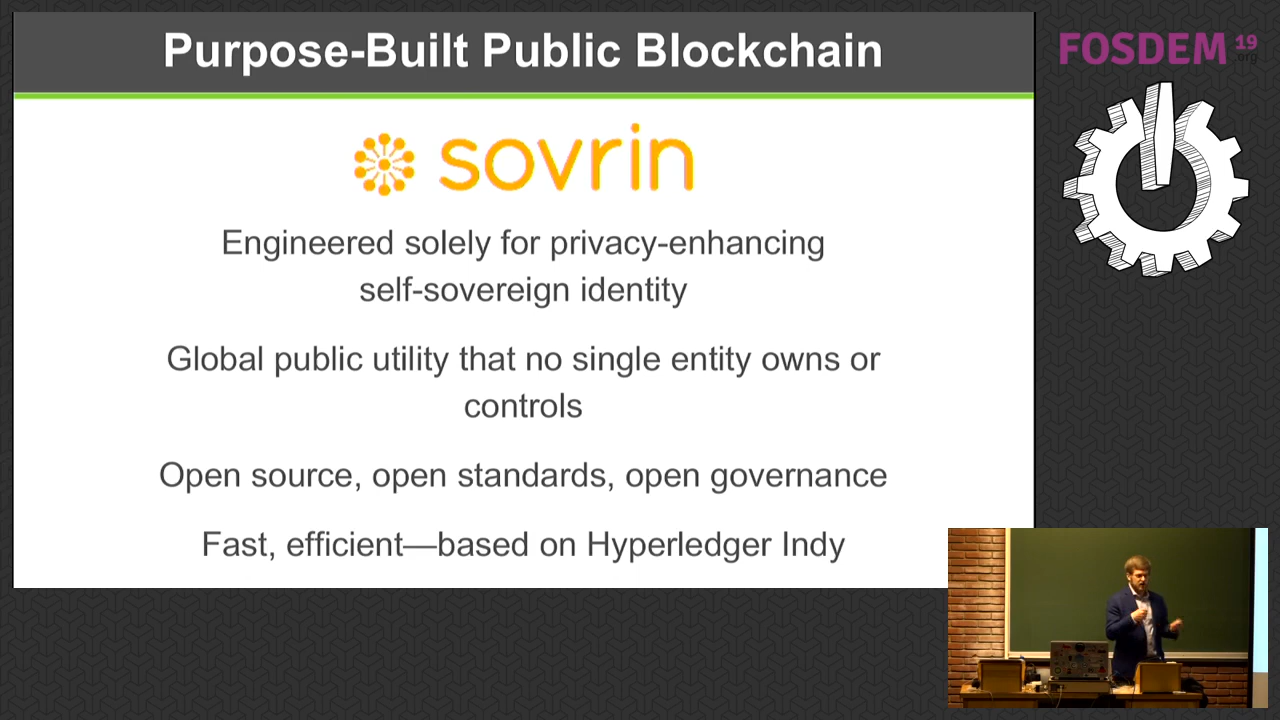 Purpose-Built Public Blockchain
sovrin
Engineered solely for privacy-enhancing
self-sovereign identity
Global public utility that no single entity owns or
controls
Open source, open standards, open governance
Fast, efficient—based on Hyperledger Indy
FOSDEM 19
.org